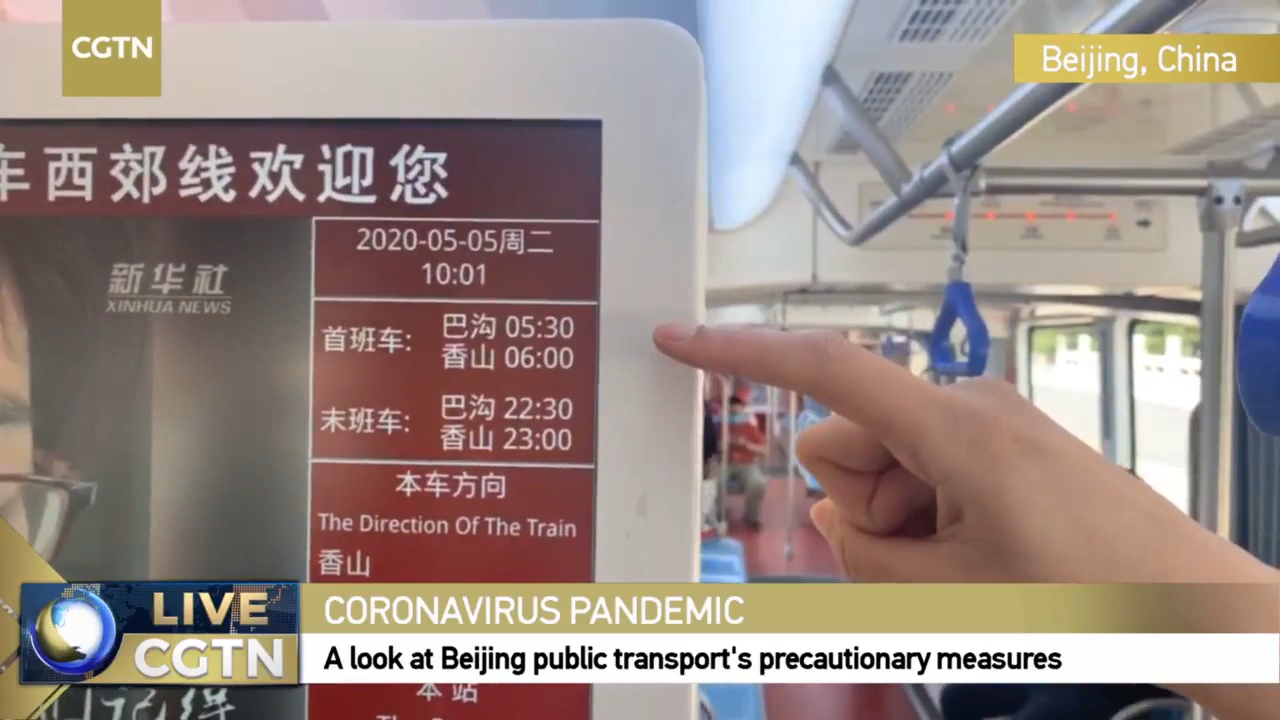 CGTN
Beijing, China
车西郊线欢迎您
新华社
XINHUA NEWS
2020-05-05周二
10:01
首班车: 巴沟 05:30
香山 06:00
末班车: 巴沟 22:30
香山 23:00
本车方向
The Direction Of The Train
香山
LIVE
CGTN
CORONAVIRUS PANDEMIC
A look at Beijing public transport's precautionary measures
本站